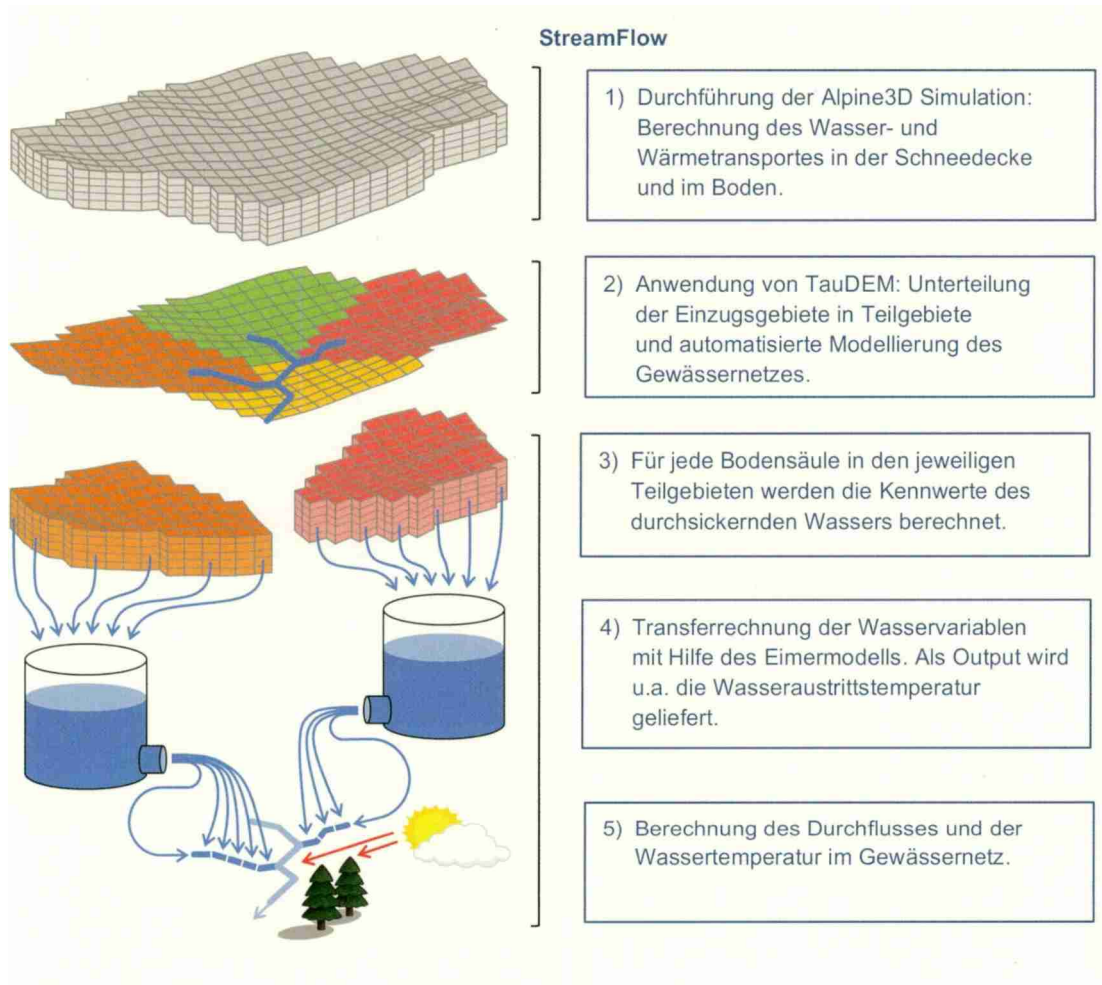 StreamFlow
1) Durchführung der Alpine3D Simulation:
Berechnung des Wasser- und
Wärmetransportes in der Schneedecke
und im Boden.
2) Anwendung von TauDEM: Unterteilung
der Einzugsgebiete in Teilgebiete
und automatisierte Modellierung des
Gewässernetzes.
3) Für jede Bodensäule in den jeweiligen
Teilgebieten werden die Kennwerte des
durchsickernden Wassers berechnet.
4) Transferrechnung der Wasservariablen
mit Hilfe des Eimermodells. Als Output wird
u.a. die Wasseraustrittstemperatur
geliefert.
5) Berechnung des Durchflusses und der
Wassertemperatur im Gewässernetz.